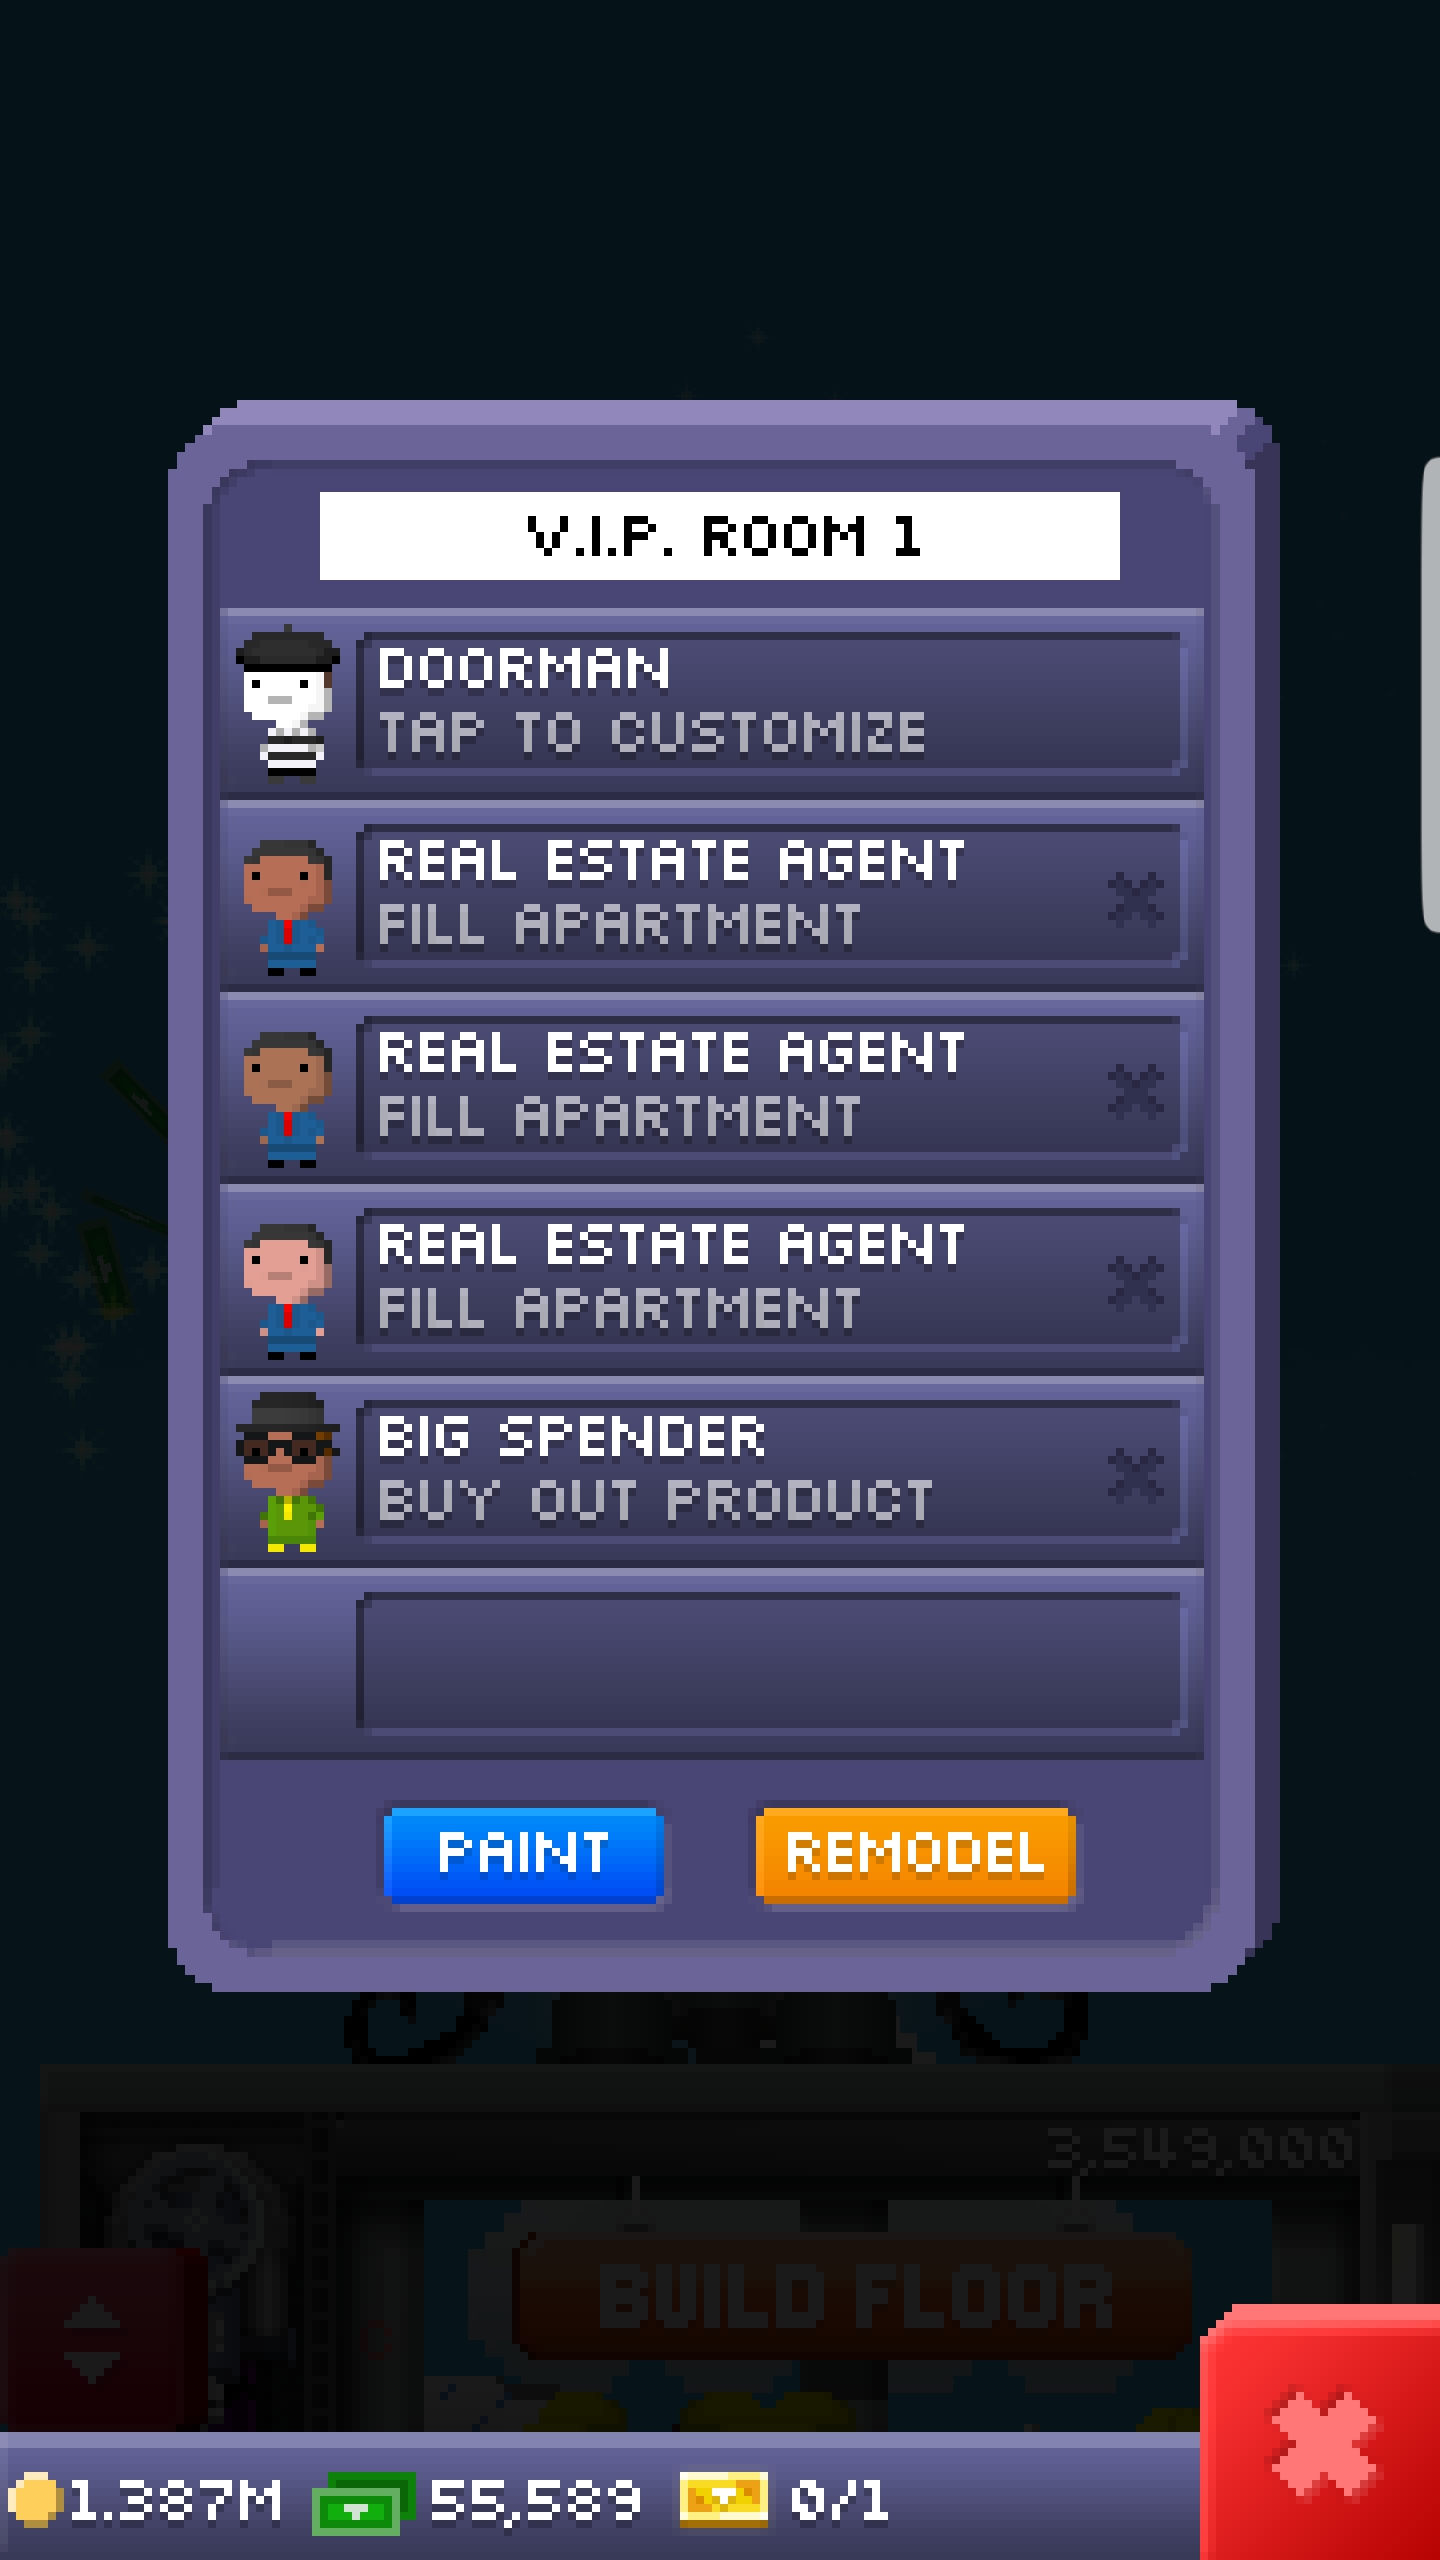 V.I.P. ROOM 1
DOORMAN
TAP TO CUSTOMIZE
REAL ESTATE AGENT
FILL APARTMENT
REAL ESTATE AGENT
FILL APARTMENT
REAL ESTATE AGENT
FILL APARTMENT
BIG SPENDER
BUY OUT PRODUCT
PAINT
REMODEL
3,549,000
BUILD FLOOR
1.387M
55,589
0/1